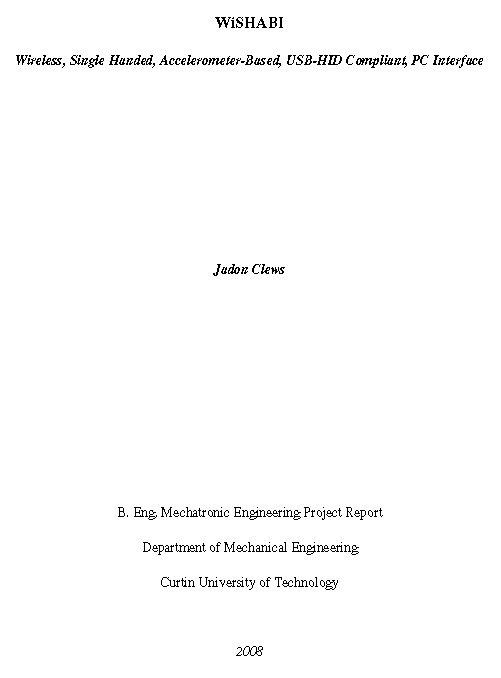 WiSHABI
Wireless, Single Handed, Accelerometer-Based, USB-HID Compliant, PC Interface
Jadon Clews
B. Eng. Mechatronic Engineering Project Report
Department of Mechanical Engineering
Curtin University of Technology
2008